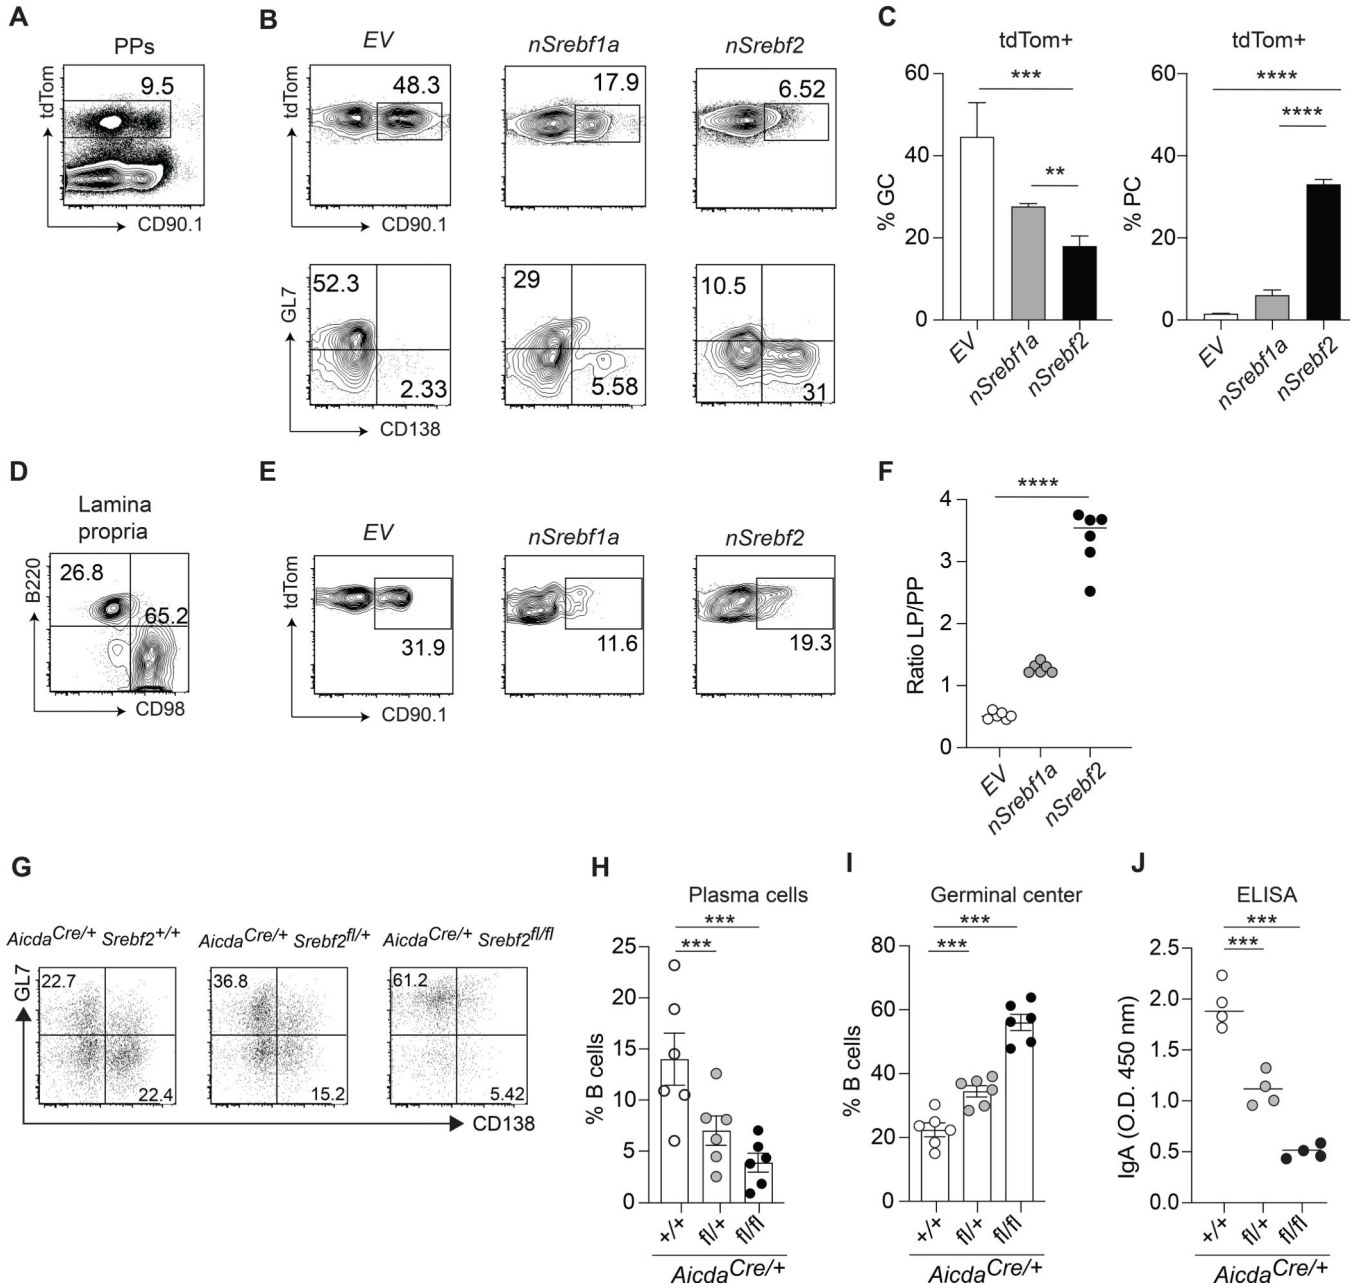 A
PPs
tdTom
9.5
CD90.1
B
EV
nSrebf1a
nSrebf2
tdTom
48.3
17.9
6.52
CD90.1
GL7
52.3
2.33
29
5.58
10.5
31
CD138
C
tdTom+
***
**
% GC
60
40
20
0
EV
nSrebf1a
nSrebf2
tdTom+
****
****
% PC
60
40
20
0
EV
nSrebf1a
nSrebf2
D
Lamina
propria
B220
26.8
65.2
CD98
E
EV
nSrebf1a
nSrebf2
tdTom
31.9
11.6
19.3
CD90.1
F
****
Ratio LP/PP
4
3
2
1
0
EV
nSrebf1a
nSrebf2
G
AicdaCre/+ Srebf2+/+
AicdaCre/+ Srebf2fl/+
AicdaCre/+ Srebf2fl/fl
GL7
22.7
22.4
36.8
15.2
61.2
5.42
CD138
H
Plasma cells
***
***
% B cells
25
20
15
10
5
0
+/+
fl/+
fl/fl
AicdaCre/+
I
Germinal center
***
***
% B cells
80
60
40
20
0
+/+
fl/+
fl/fl
AicdaCre/+
J
ELISA
***
***
IgA (O.D. 450 nm)
2.5
2.0
1.5
1.0
0.5
0.0
+/+
fl/+
fl/fl
AicdaCre/+